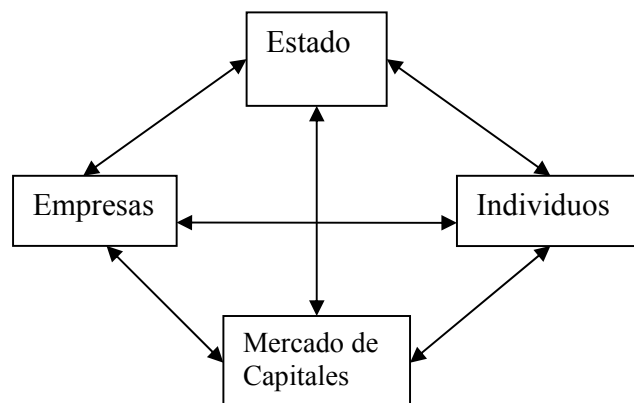 Estado
Empresas
Individuos
Mercado de
Capitales